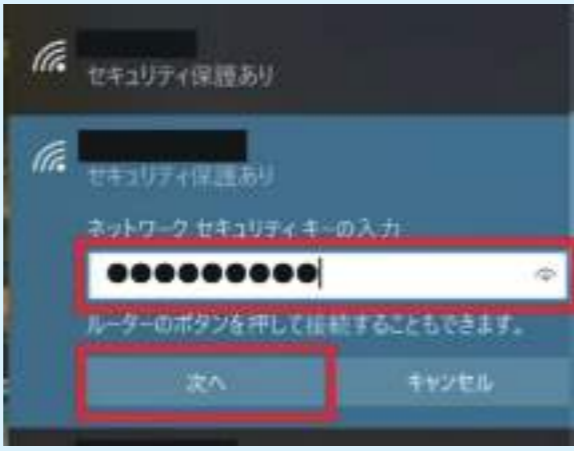 セキュリティ保護あり
セキュリティ保護あり
ネットワーク セキュリティ キーの入力
●●●●●●●●●
ルーターのボタンを押して接続することもできます。
次へ
キャンセル